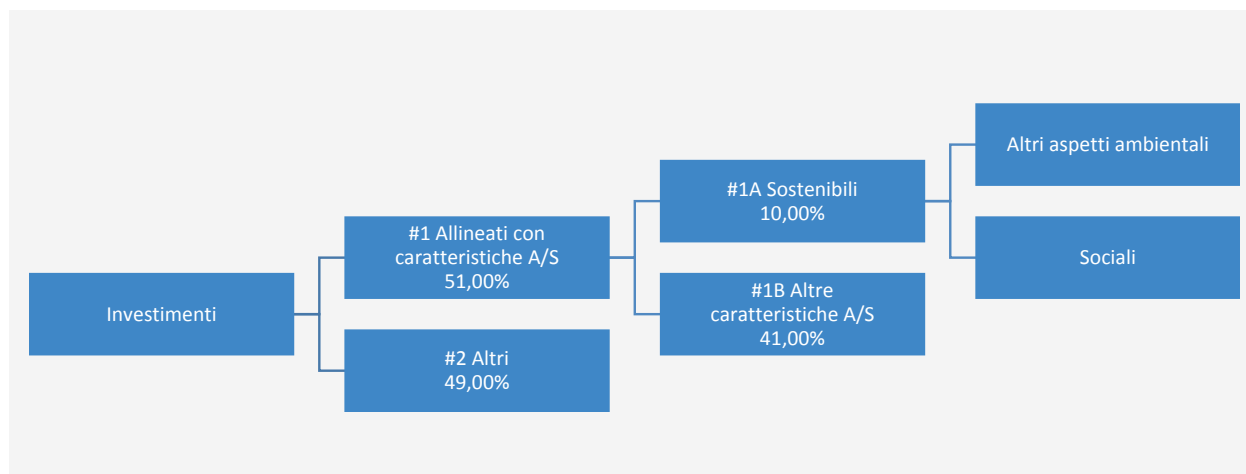 Investimenti
#1 Allineati con
caratteristiche A/S
51,00%
#2 Altri
49,00%
#1A Sostenibili
10,00%
#1B Altre
caratteristiche A/S
41,00%
Altri aspetti ambientali
Sociali